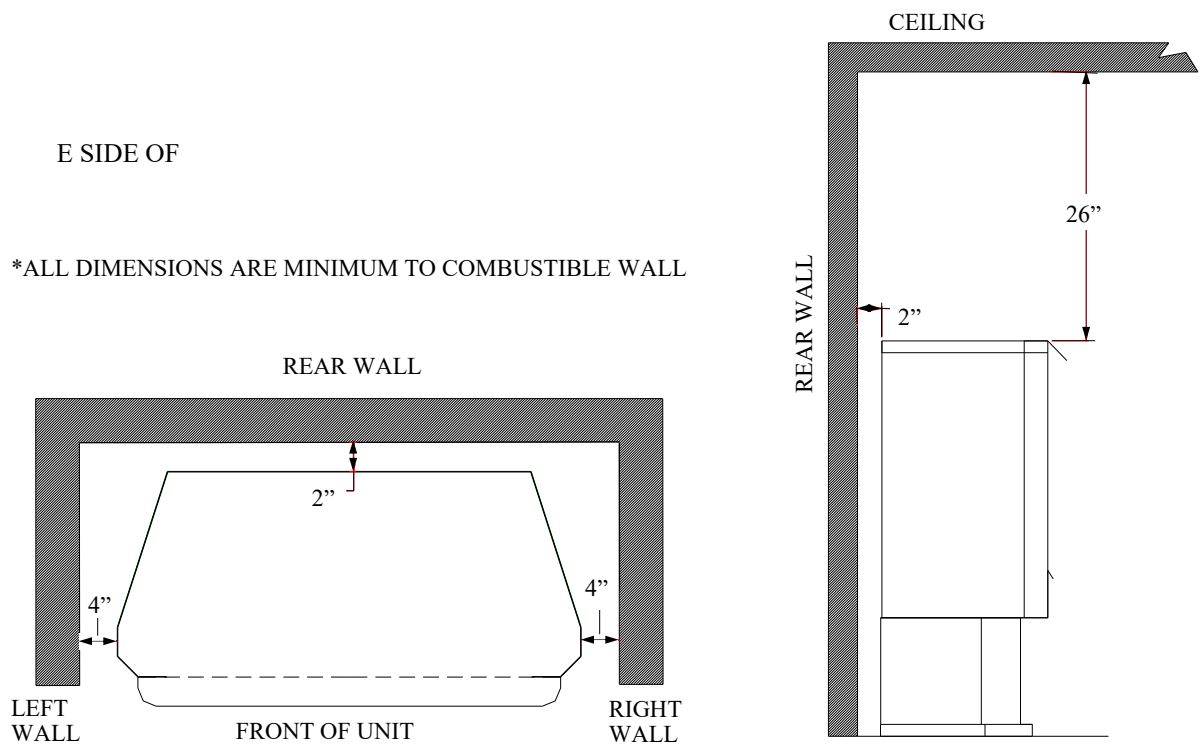 CEILING
E SIDE OF
26”
*ALL DIMENSIONS ARE MINIMUM TO COMBUSTIBLE WALL
REAR WALL
2”
REAR WALL
2”
4”
4”
LEFT
WALL
FRONT OF UNIT
RIGHT
WALL